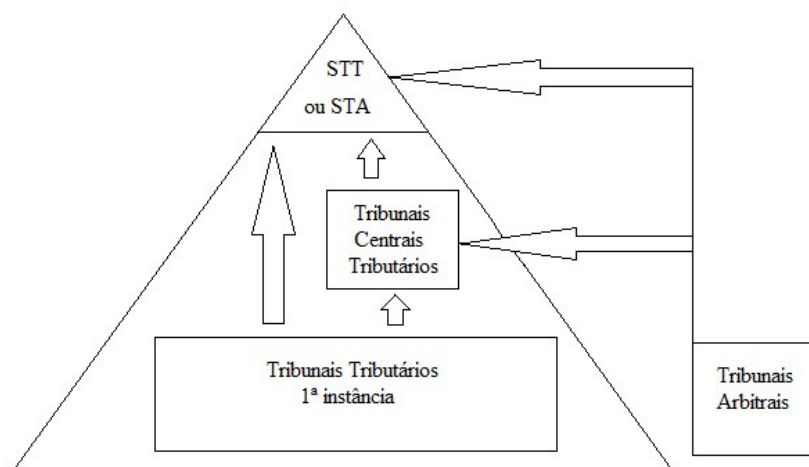 STT
ou STA
Tribunais
Centrais
Tributários
Tribunais Tributários
1ª instância
Tribunais
Arbitrais